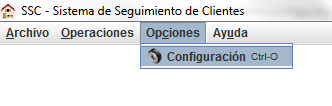 SSC - Sistema de Seguimiento de Clientes
Archivo Operaciones Opciones Ayuda
Configuración Ctrl-O